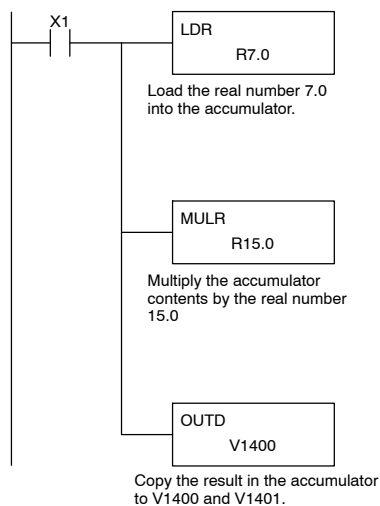 X1
LDR
R7.0
Load the real number 7.0
into the accumulator.
MULR
R15.0
Multiply the accumulator
contents by the real number
15.0
OUTD
V1400
Copy the result in the accumulator
to V1400 and V1401.